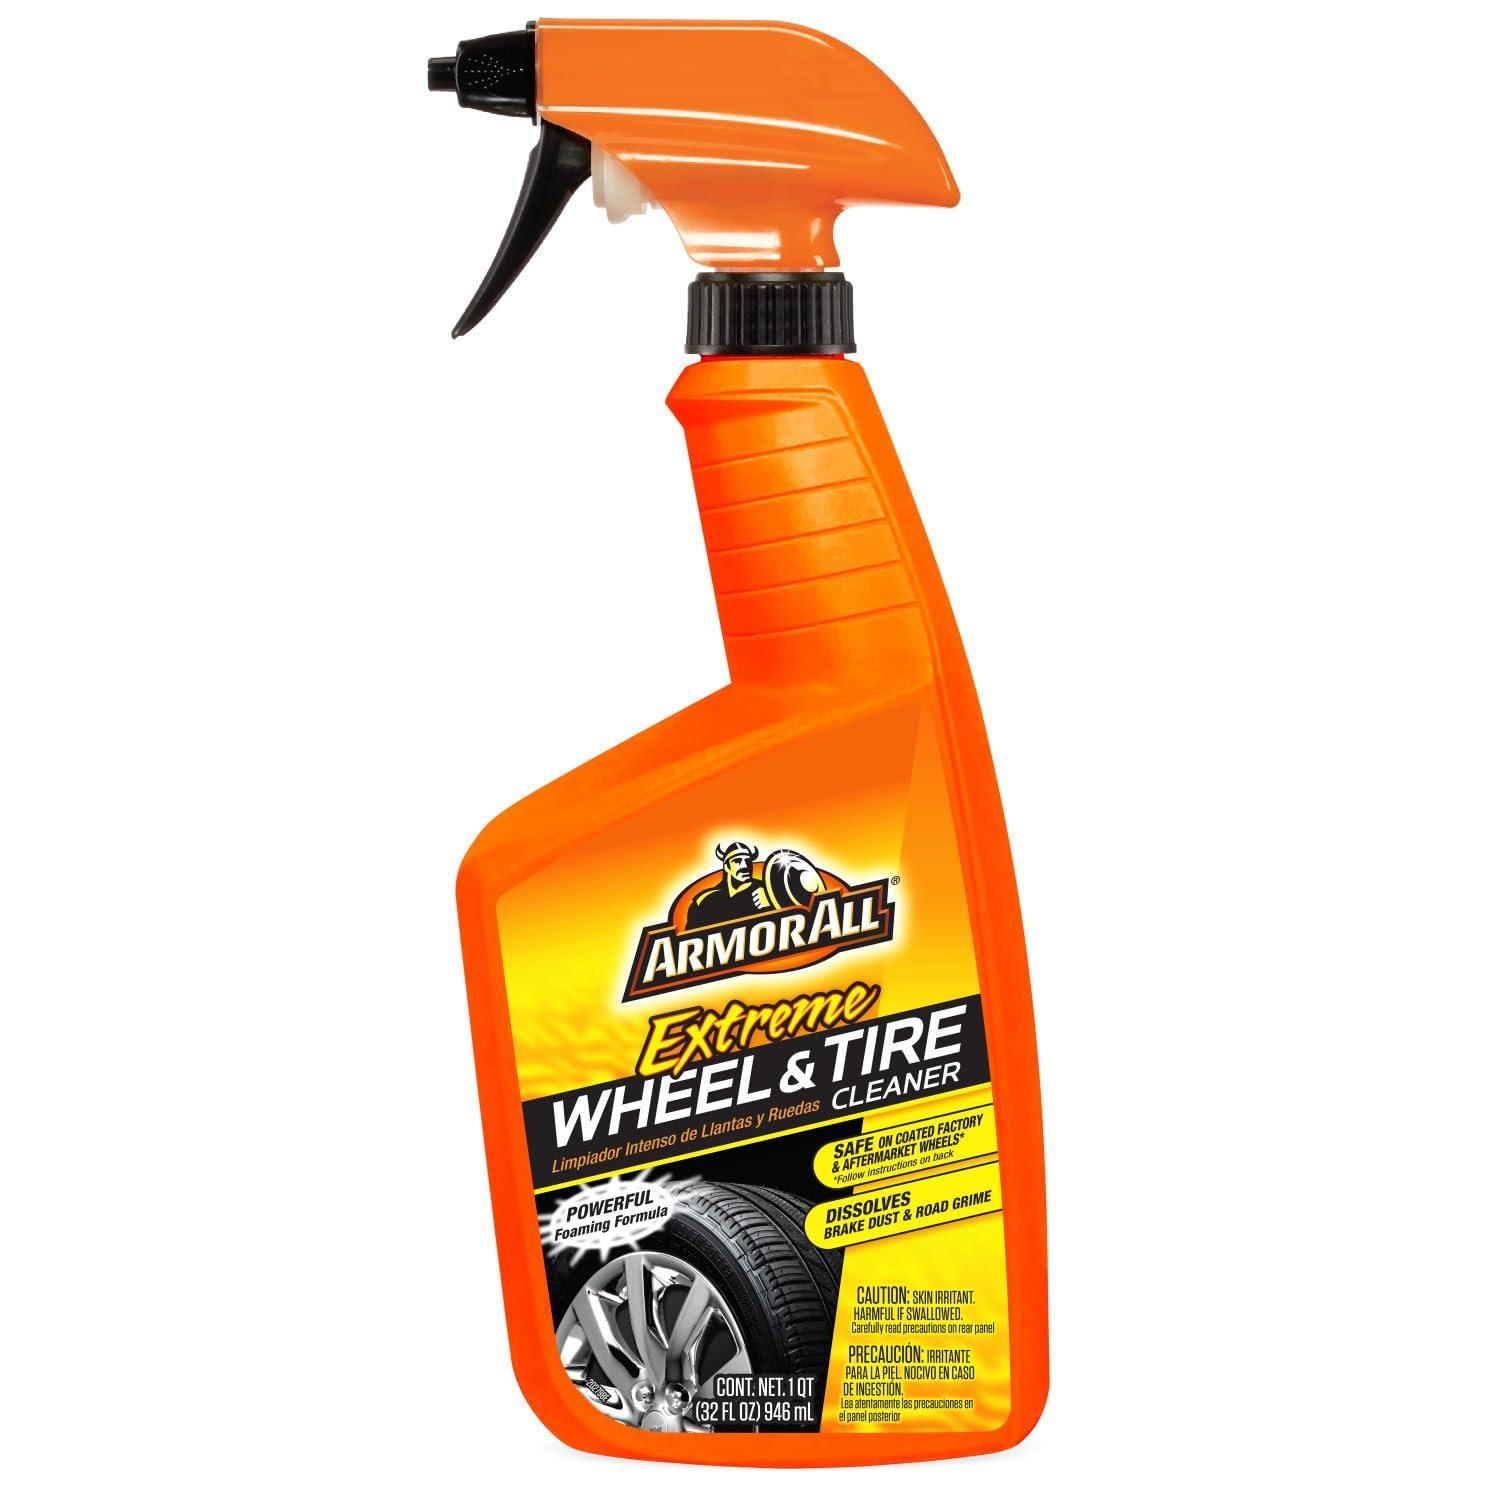 ARMORALL®
Extreme
WHEEL & TIRE
CLEANER
Limpiador Intenso de Llantas y Ruedas
SAFE ON COATED FACTORY
& AFTERMARKET WHEELS*
*Follow instructions on back
POWERFUL
Foaming Formula
DISSOLVES
BRAKE DUST & ROAD GRIME
CAUTION: SKIN IRRITANT.
HARMFUL IF SWALLOWED.
Carefully read precautions on rear panel
PRECAUCIÓN: IRRITANTE
PARA LA PIEL. NOCIVO EN CASO
DE INGESTIÓN.
Lea atentamente las precauciones en
el panel posterior
CONT. NET. 1 QT
(32 FL OZ) 946 mL